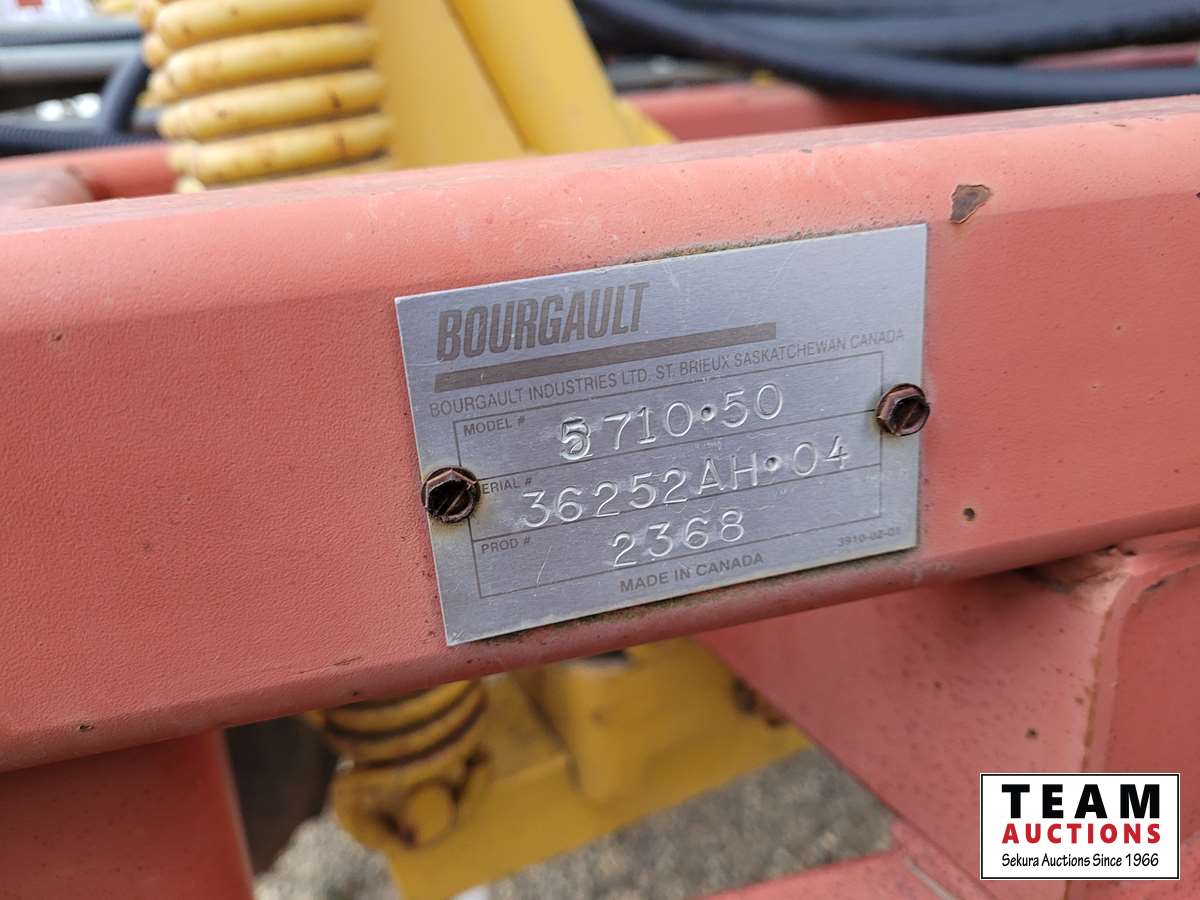 BOURGAULT
BOURGAULT INDUSTRIES LTD. ST. BRIEUX SASKATCHEWAN CANADA
MODEL # 5710•50
ERIAL # 36252AH•04
PROD #. 2368
3910-02-01
MADE IN CANADA
TEAM
AUCTIONS
Sekura Auctions Since 1966